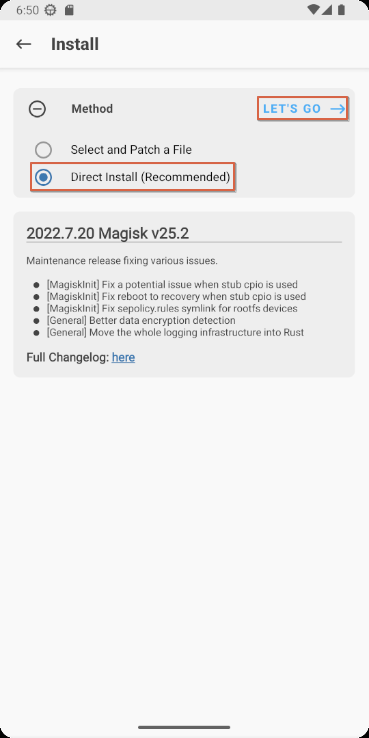 6:50
Install
Method
LET'S GO
Select and Patch a File
Direct Install (Recommended)
2022.7.20 Magisk v25.2
Maintenance release fixing various issues.
[MagiskInit] Fix a potential issue when stub cpio is used
[MagiskInit] Fix reboot to recovery when stub cpio is used
[MagiskInit] Fix sepolicy.rules symlink for rootfs devices
[General] Better data encryption detection
[General] Move the whole logging infrastructure into Rust
Full Changelog: here